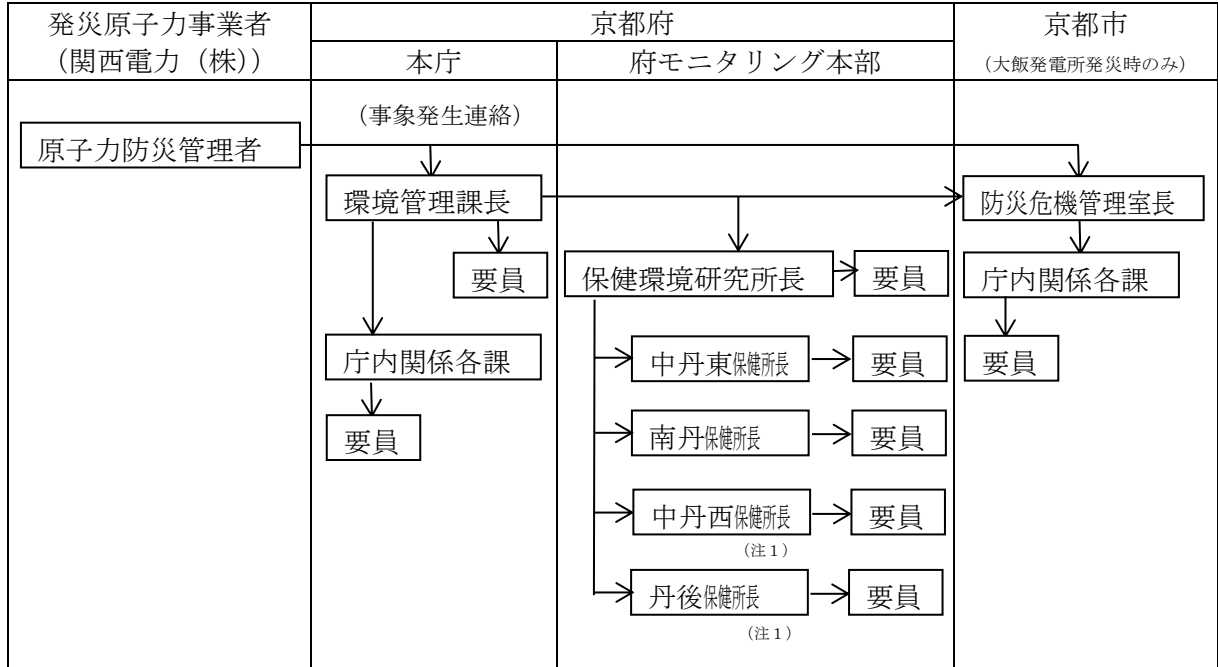 発災原子力事業者
（関西電力（株））
京都府
本庁
府モニタリング本部
京都市
（大飯発電所発災時のみ）
（事象発生連絡）
原子力防災管理者
環境管理課長
防災危機管理室長
要員
保健環境研究所長
要員
庁内関係各課
庁内関係各課
中丹東保健所長
要員
要員
要員
南丹保健所長
要員
中丹西保健所長
要員
（注１）
丹後保健所長
要員
（注１）